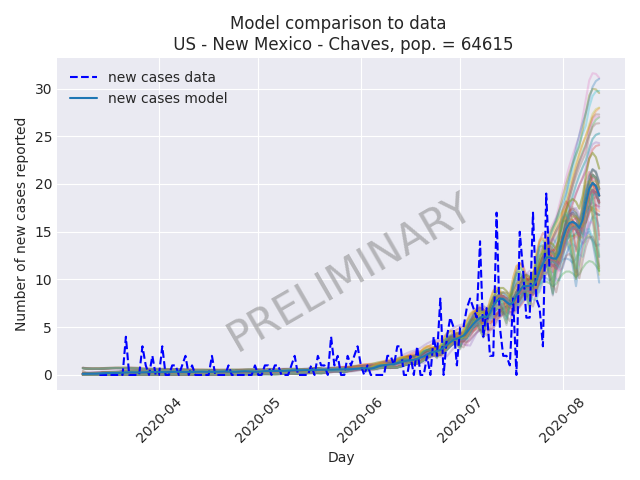 Model comparison to data
US - New Mexico - Chaves, pop. = 64615
new cases data
new cases model
Number of new cases reported
30
25
20
15
10
5
0
PRELIMINARY
2020-04
2020-05
2020-06
2020-07
2020-08
Day